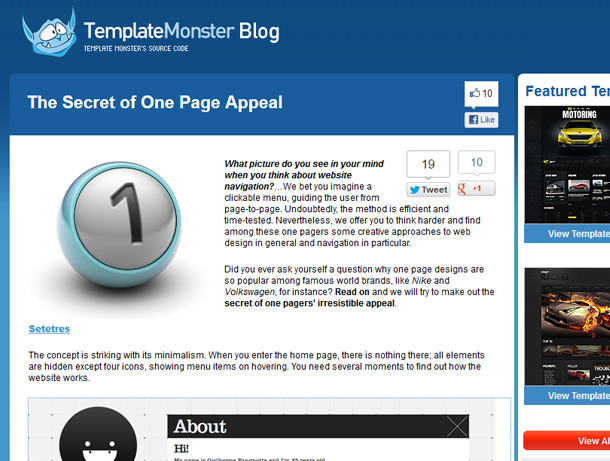 TemplateMonster Blog
TEMPLATE MONSTER'S SOURCE CODE
The Secret of One Page Appeal
10
Like
Featured Ter
1
What picture do you see in your mind
when you think about website
navigation?…We bet you imagine a
clickable menu, guiding the user from
page-to-page. Undoubtedly, the method is efficient and
time-tested. Nevertheless, we offer you to think harder and find
among these one pagers some creative approaches to web
design in general and navigation in particular.
19
Tweet
10
+1
Did you ever ask yourself a question why one page designs are
so popular among famous world brands, like Nike and
Volkswagen, for instance? Read on and we will try to make out the
secret of one pagers' irresistible appeal.
Setetres
The concept is striking with its minimalism. When you enter the home page, there is nothing there; all elements
are hidden except four icons, showing menu items on hovering. You need several moments to find out how the
website works.
About
Hi!
MOTORING
View Template
RACING
View Template
View Al